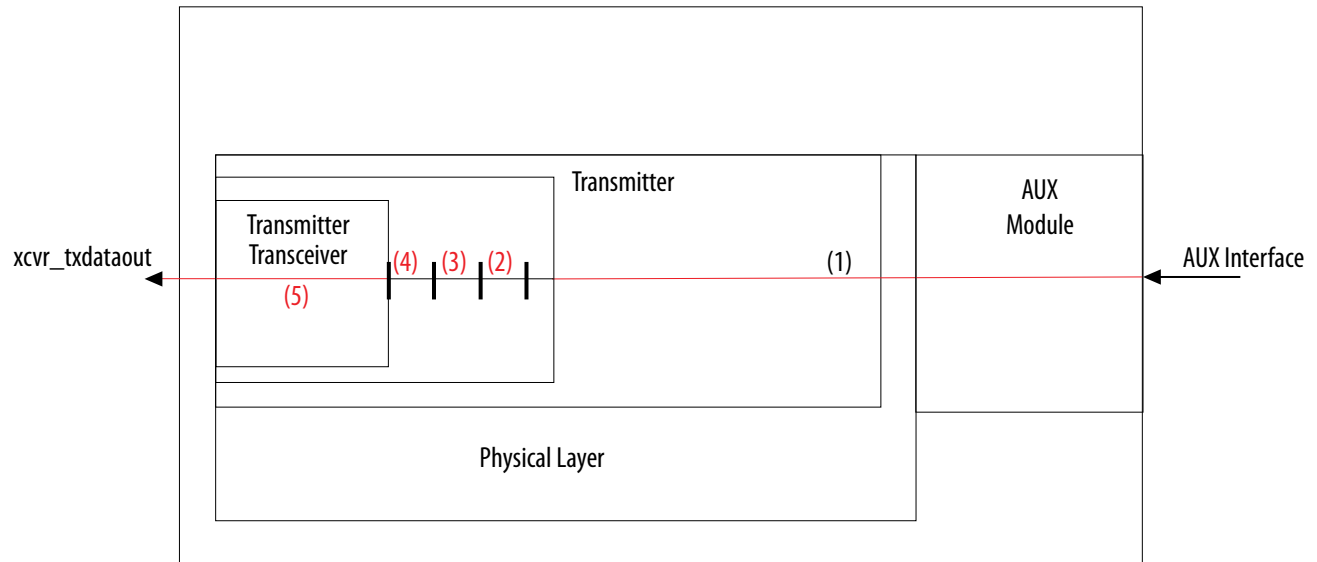 Transmitter
AUX
Module
Transmitter
Transceiver
xcvr_txdataout
(4)
(3)
(2)
(1)
AUX Interface
(5)
Physical Layer